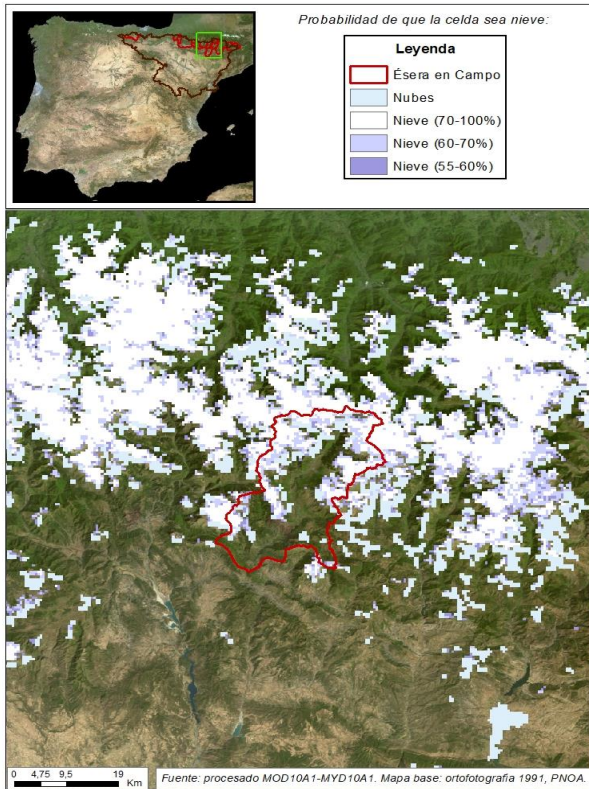 Probabilidad de que la celda sea nieve:
Leyenda
Ésera en Campo
Nubes
Nieve (70-100%)
Nieve (60-70%)
Nieve (55-60%)
0 4,75 9,5 19
Km
Fuente: procesado MOD10A1-MYD10A1. Mapa base: ortofotografía 1991, PNOA.